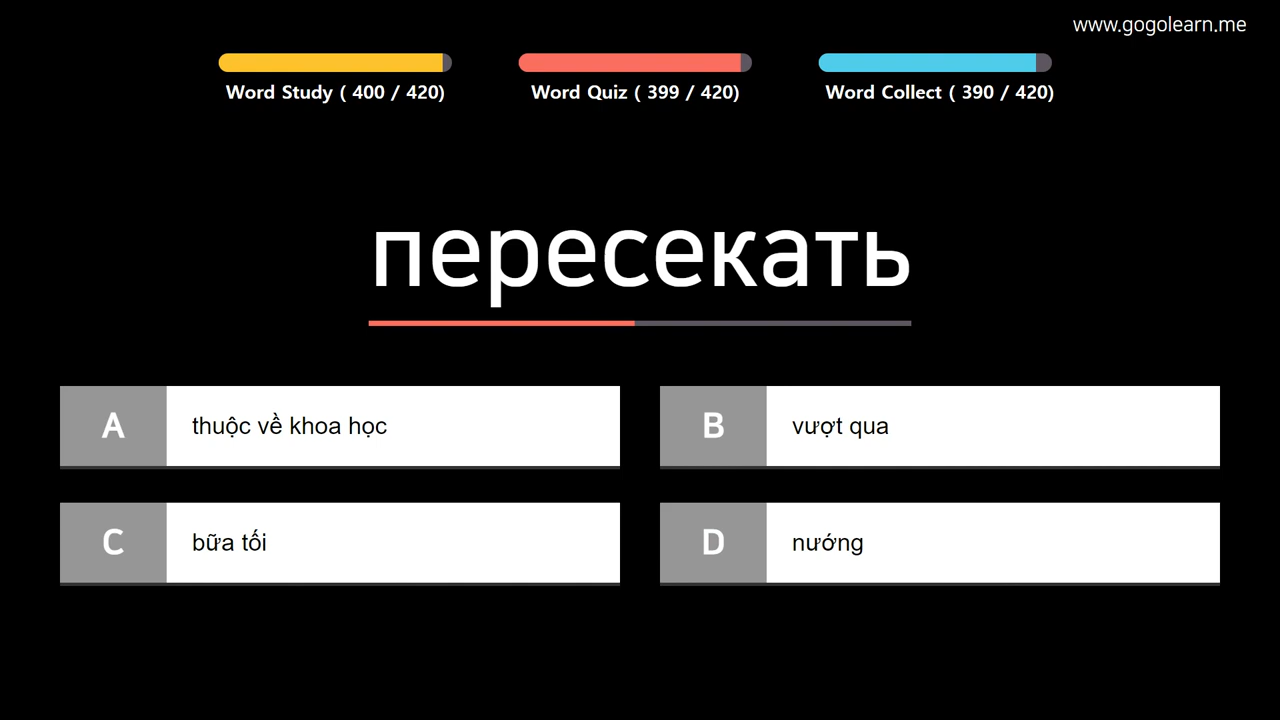 www.gogolearn.me
Word Study ( 400 / 420)
Word Quiz ( 399 / 420)
Word Collect ( 390 / 420)
пересекать
A
thuộc về khoa học
B
vượt qua
C
bữa tối
D
nướng